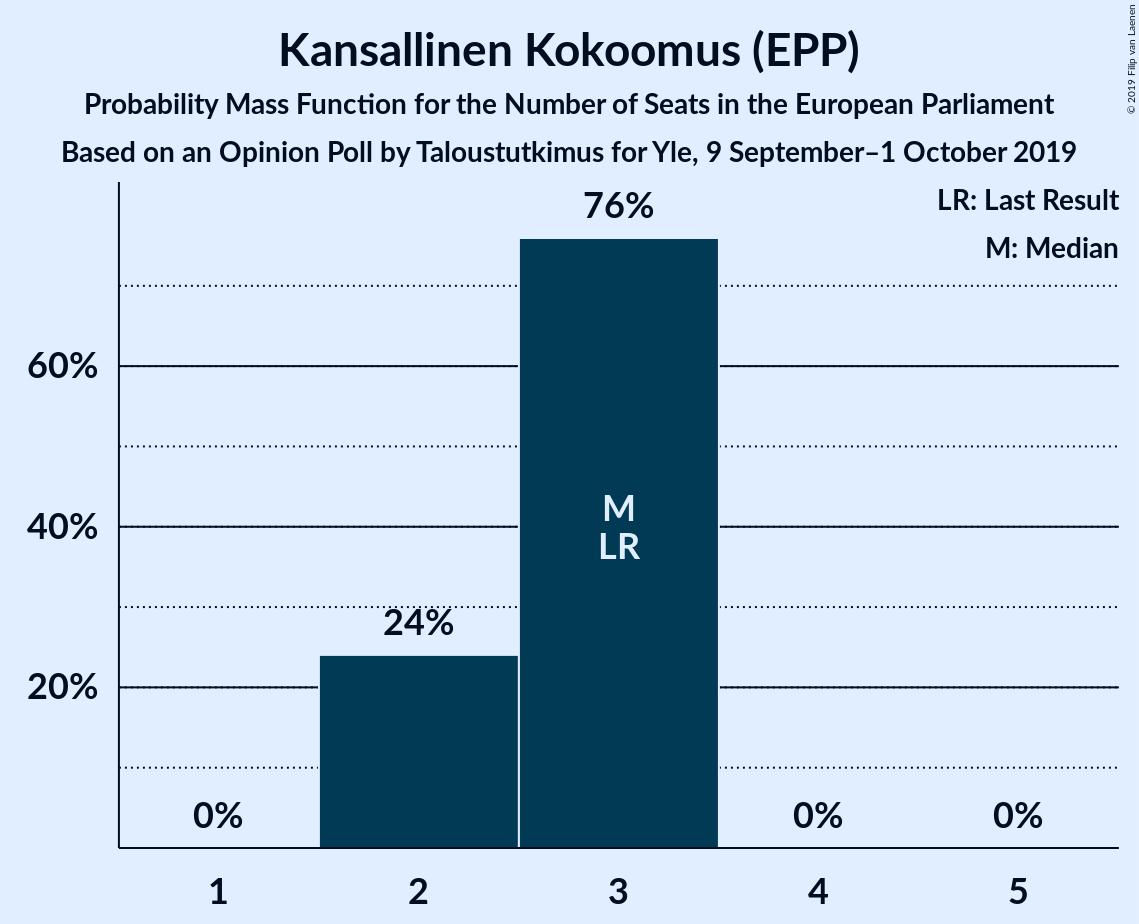 Kansallinen Kokoomus (EPP)
Probability Mass Function for the Number of Seats in the European Parliament
Based on an Opinion Poll by Taloustutkimus for Yle, 9 September–1 October 2019
© 2019 Filip van Laenen
LR: Last Result
M: Median
76%
60%
M
40%
LR
24%
20%
0%
0%
0%
1
2
3
4
5